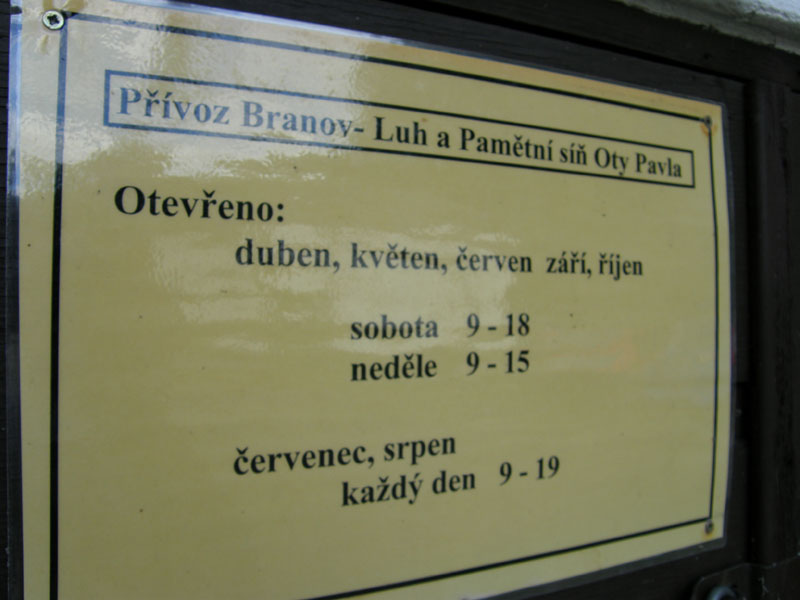 Přívoz Branov- Luh a Pamětní síň Oty Pavla
Otevřeno:
duben, květen, červen září, říjen
sobota 9 - 18
neděle 9 - 15
červenec, srpen
každý den 9 - 19